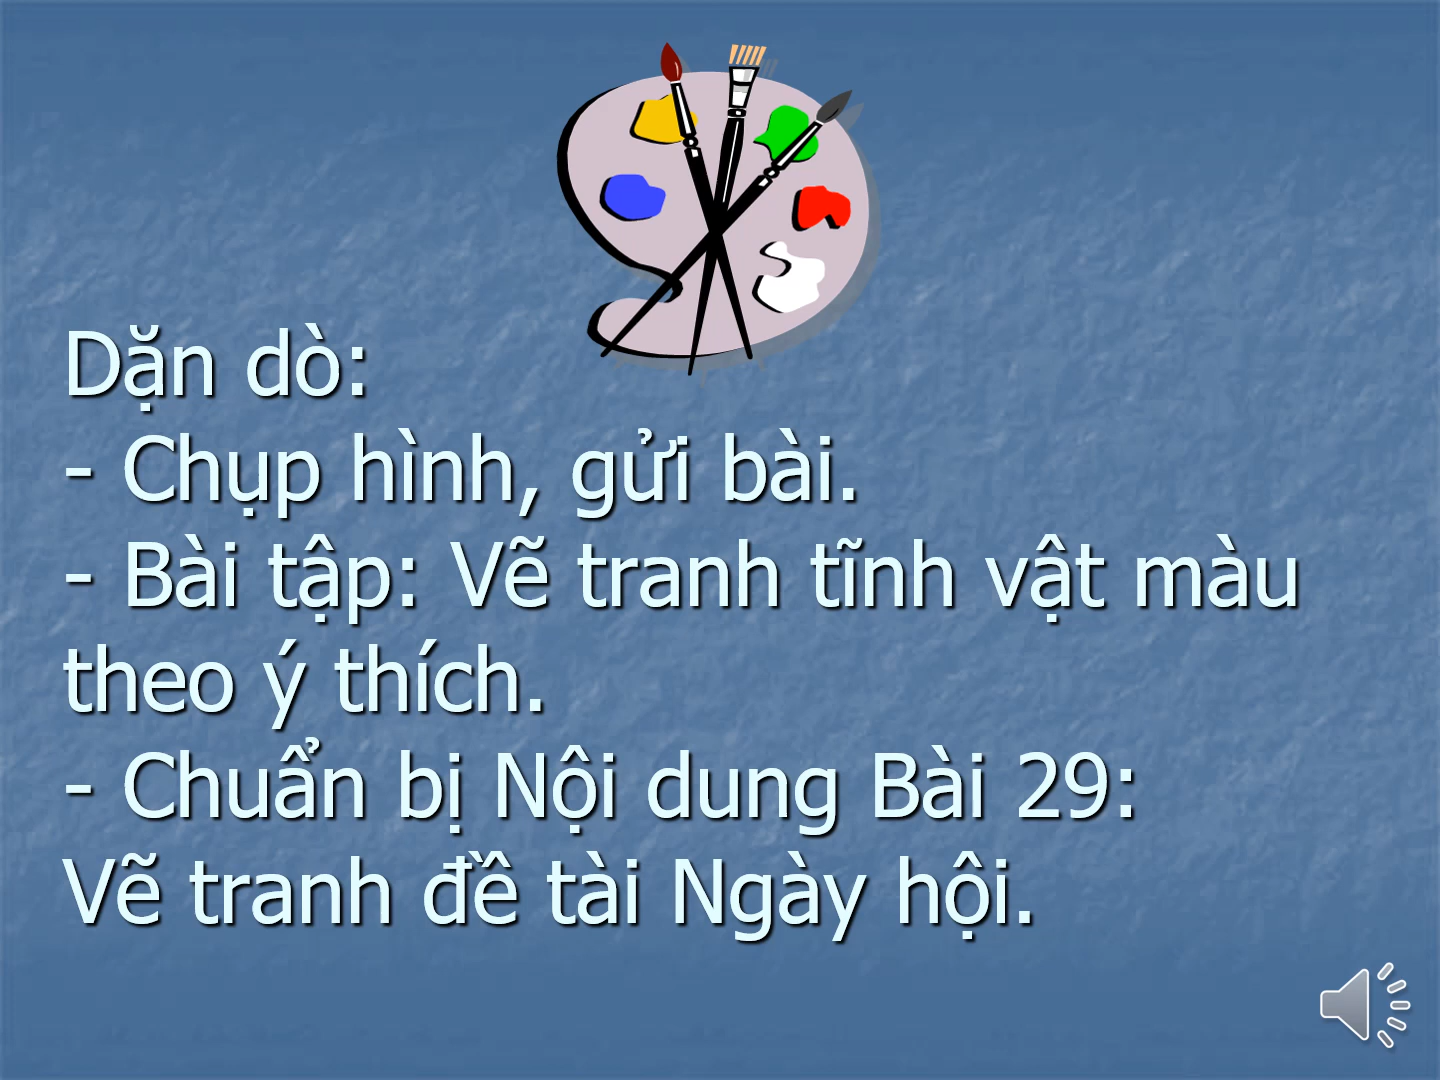 Dặn dò:
- Chụp hình, gửi bài.
- Bài tập: Vẽ tranh tĩnh vật màu
theo ý thích.
- Chuẩn bị Nội dung Bài 29:
Vẽ tranh đề tài Ngày hội.